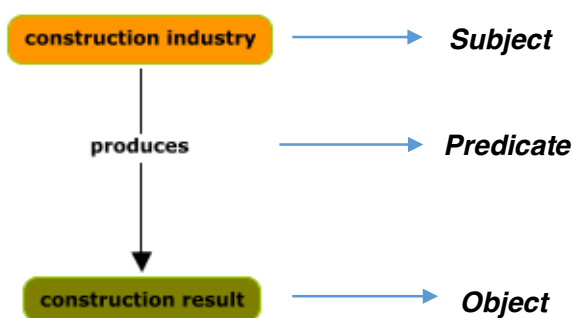 construction industry
Subject
produces
Predicate
construction result
Object